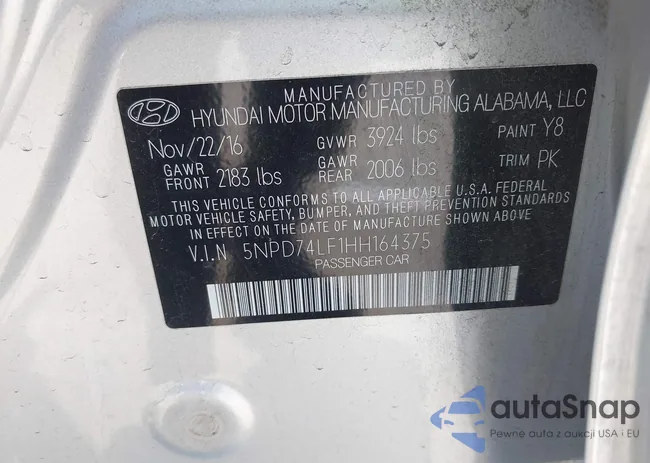 MANUFACTURED BY
HYUNDAI MOTOR MANUFACTURING ALABAMA, LLC
Nov/22/16 GVWR 3924 lbs PAINT Y8
GAWR FRONT 2183 lbs GAWR REAR 2006 lbs TRIM PK
THIS VEHICLE CONFORMS TO ALL APPLICABLE U.S.A. FEDERAL
MOTOR VEHICLE SAFETY, BUMPER, AND THEFT PREVENTION
STANDARDS IN EFFECT ON THE DATE OF MANUFACTURE SHOWN ABOVE
V.I.N 5NPD74LF1HH164375
PASSENGER CAR
autaSnap
Pewne auta z aukcji USA i EU